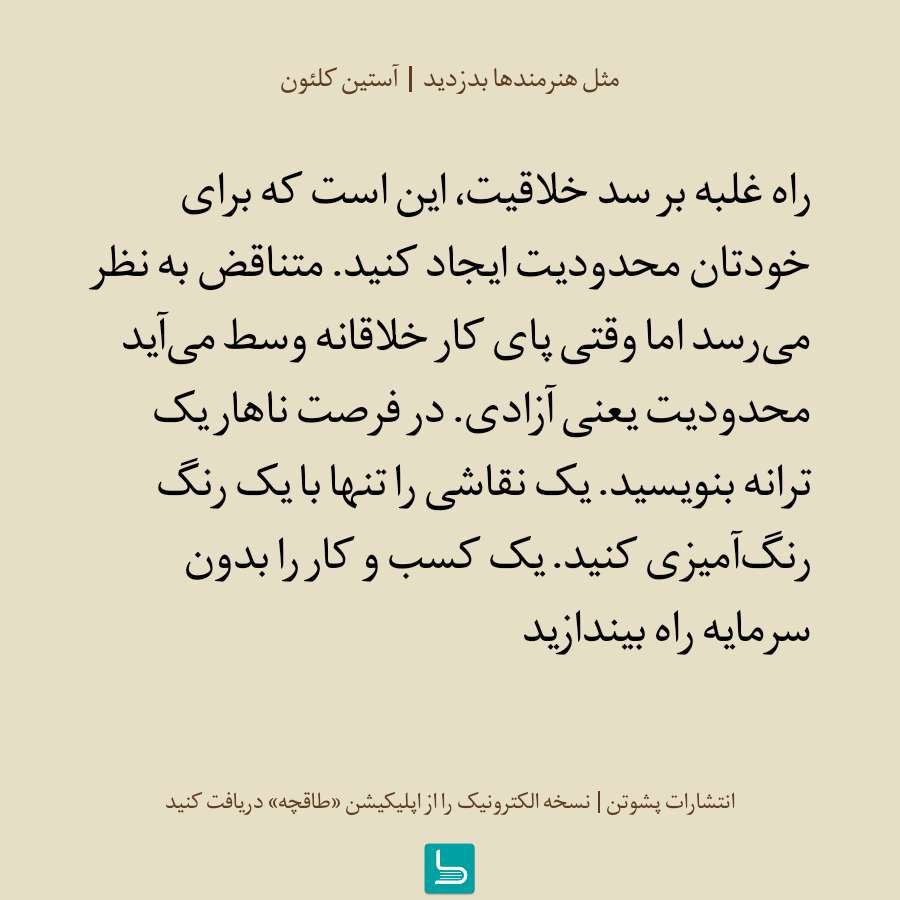 مثل هنرمندها بدزدید | آستین کلئون
راه غلبه بر سد خلاقیت، این است که برای
خودتان محدودیت ایجاد کنید. متناقض به نظر
می‌رسد اما وقتی پای کار خلاقانه وسط می‌آید
محدودیت یعنی آزادی. در فرصت ناهار یک
ترانه بنویسید. یک نقاشی را تنها با یک رنگ
رنگ‌آمیزی کنید. یک کسب و کار را بدون
سرمایه راه بیندازید
انتشارات پشوتن | نسخه الکترونیک را از اپلیکیشن «طاقچه» دریافت کنید